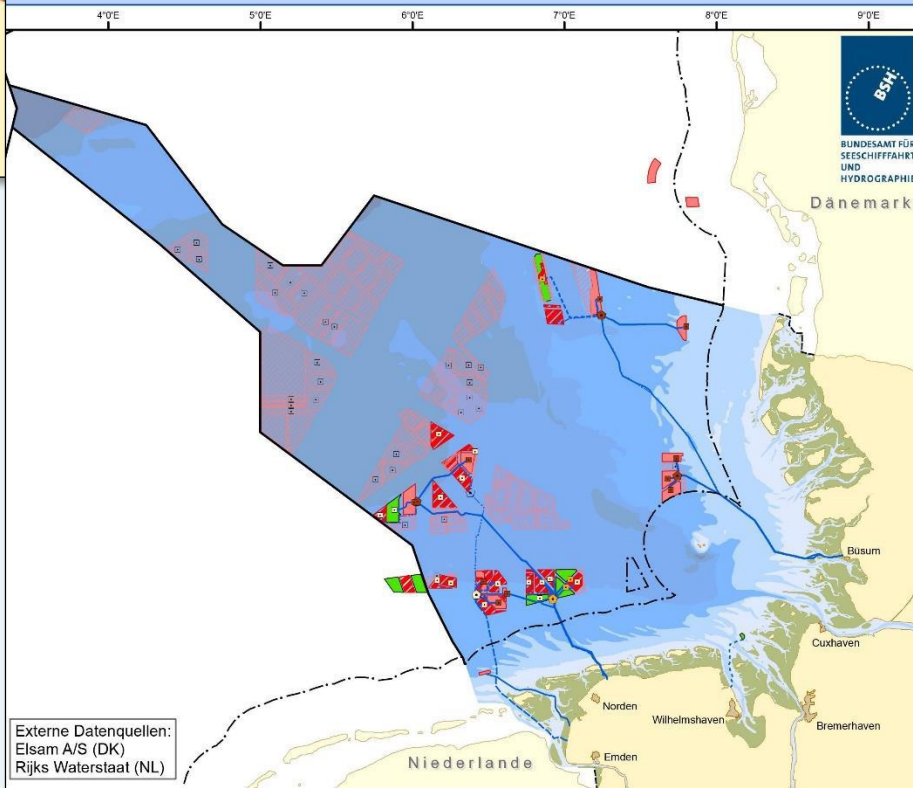 4°0'E
5°0'E
6°0'E
7°0'E
8°0'E
9°0'E
BSH
BUNDESAMT FÜR
SEESCHIFFFAHRT
UND
HYDROGRAPHIE
Dänemark
Büsum
Cuxhaven
Norden
Wilhelmshaven
Bremerhaven
Emden
Niederlande
Externe Datenquellen:
Elsam A/S (DK)
Rijks Waterstaat (NL)